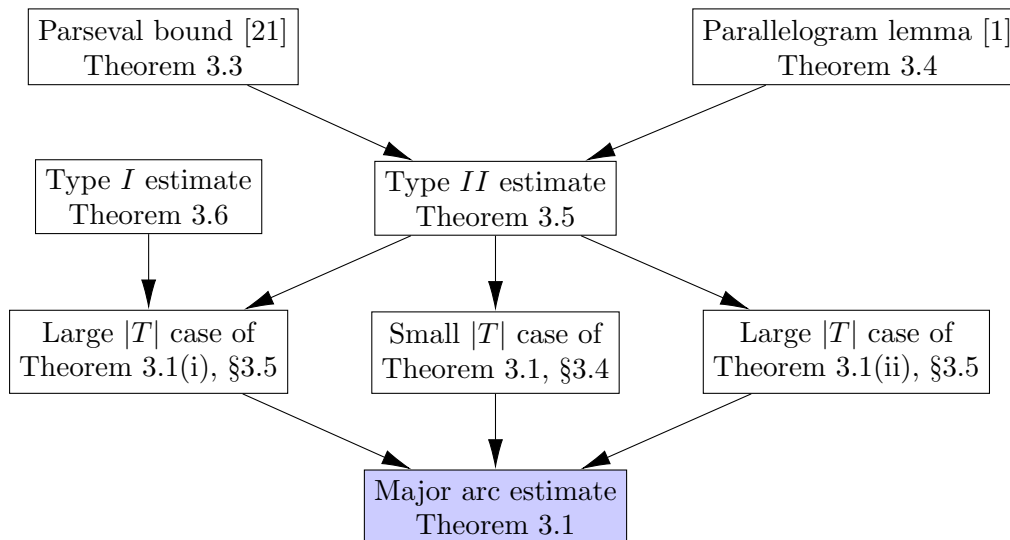 Parseval bound [21]
Theorem 3.3
Parallelogram lemma [1]
Theorem 3.4
Type I estimate
Theorem 3.6
Type II estimate
Theorem 3.5
Large |T| case of
Theorem 3.1(i), §3.5
Small |T| case of
Theorem 3.1, §3.4
Large |T| case of
Theorem 3.1(ii), §3.5
Major arc estimate
Theorem 3.1